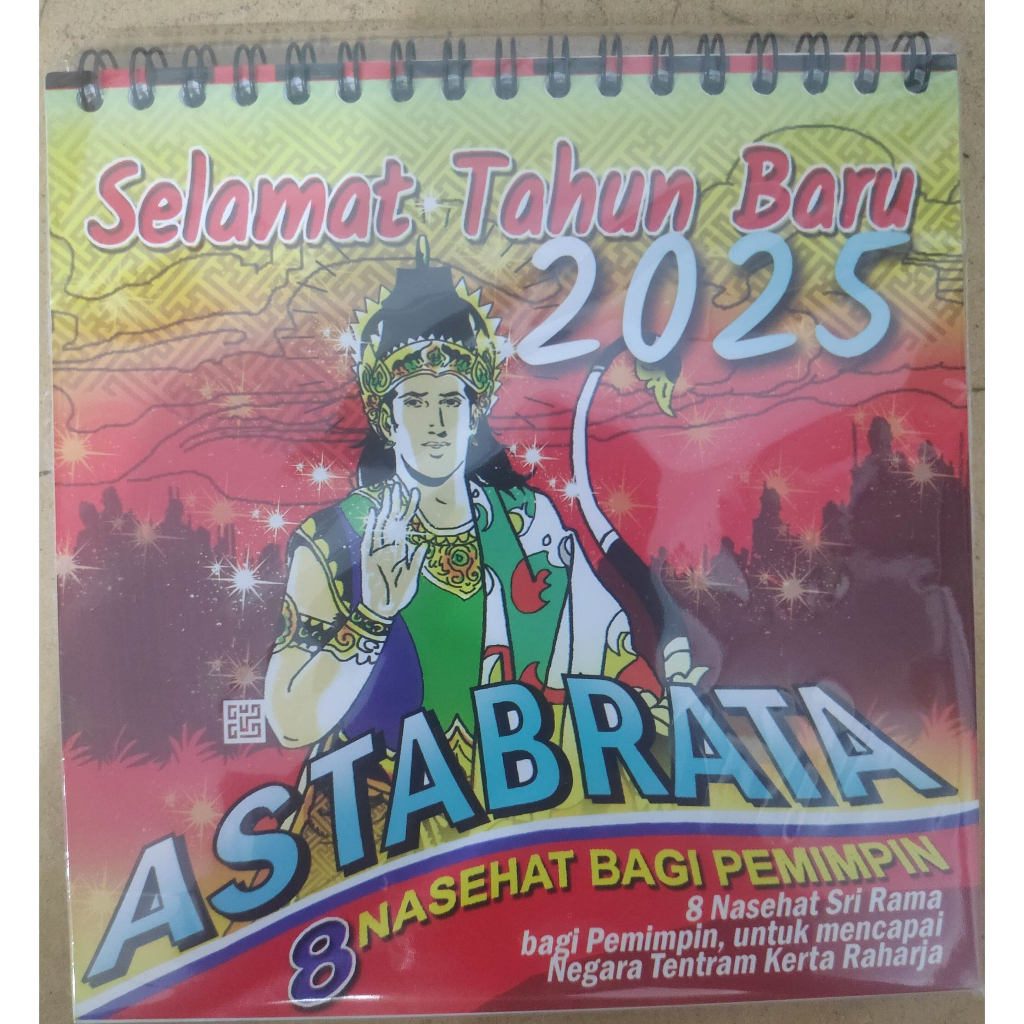 Selamat Tahun Baru
2025
ASTABRATA
8 NASEHAT BAGI PEMIMPIN
8 Nasehat Sri Rama
bagi Pemimpin, untuk mencapai
Negara Tentram Kerta Raharja